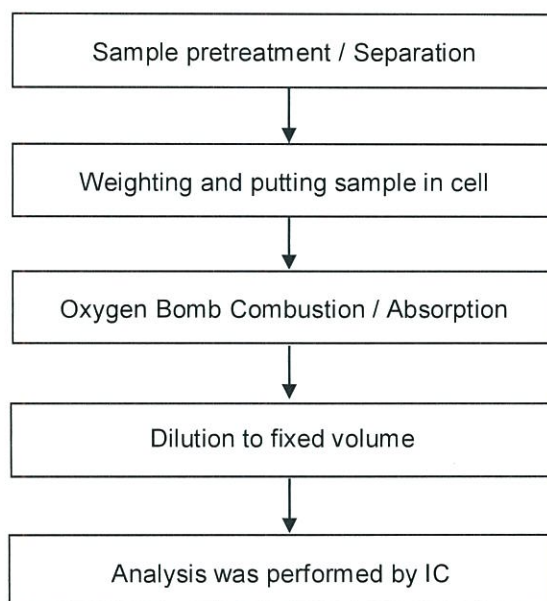 Sample pretreatment / Separation
Weighting and putting sample in cell
Oxygen Bomb Combustion / Absorption
Dilution to fixed volume
Analysis was performed by IC